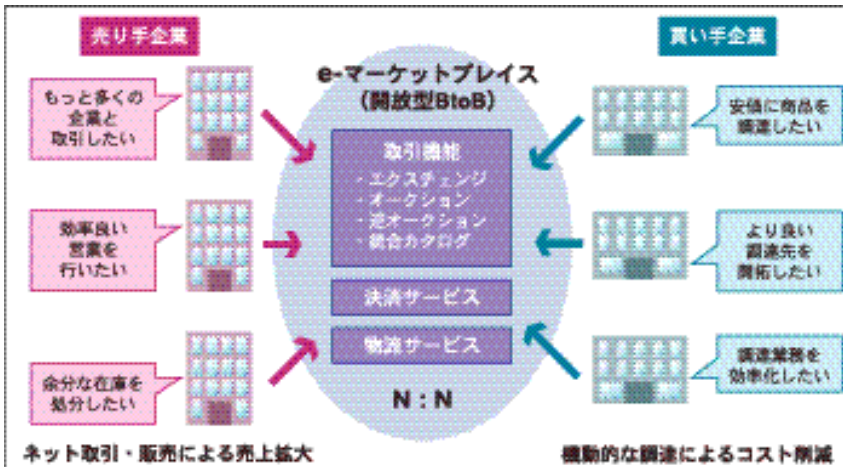 売り手企業
買い手企業
e-マーケットプレイス
（開放型BtoB）
もっと多くの
企業と
取引したい
安値に商品を
調達したい
取引機能
・エクスチェンジ
・オークション
・逆オークション
・統合カタログ
効率良い
営業を
行いたい
より良い
調達先を
開拓したい
決済サービス
物流サービス
余分な在庫を
処分したい
調達業務を
効率化したい
N：N
ネット取引・販売による売上拡大
機動的な調達によるコスト削減